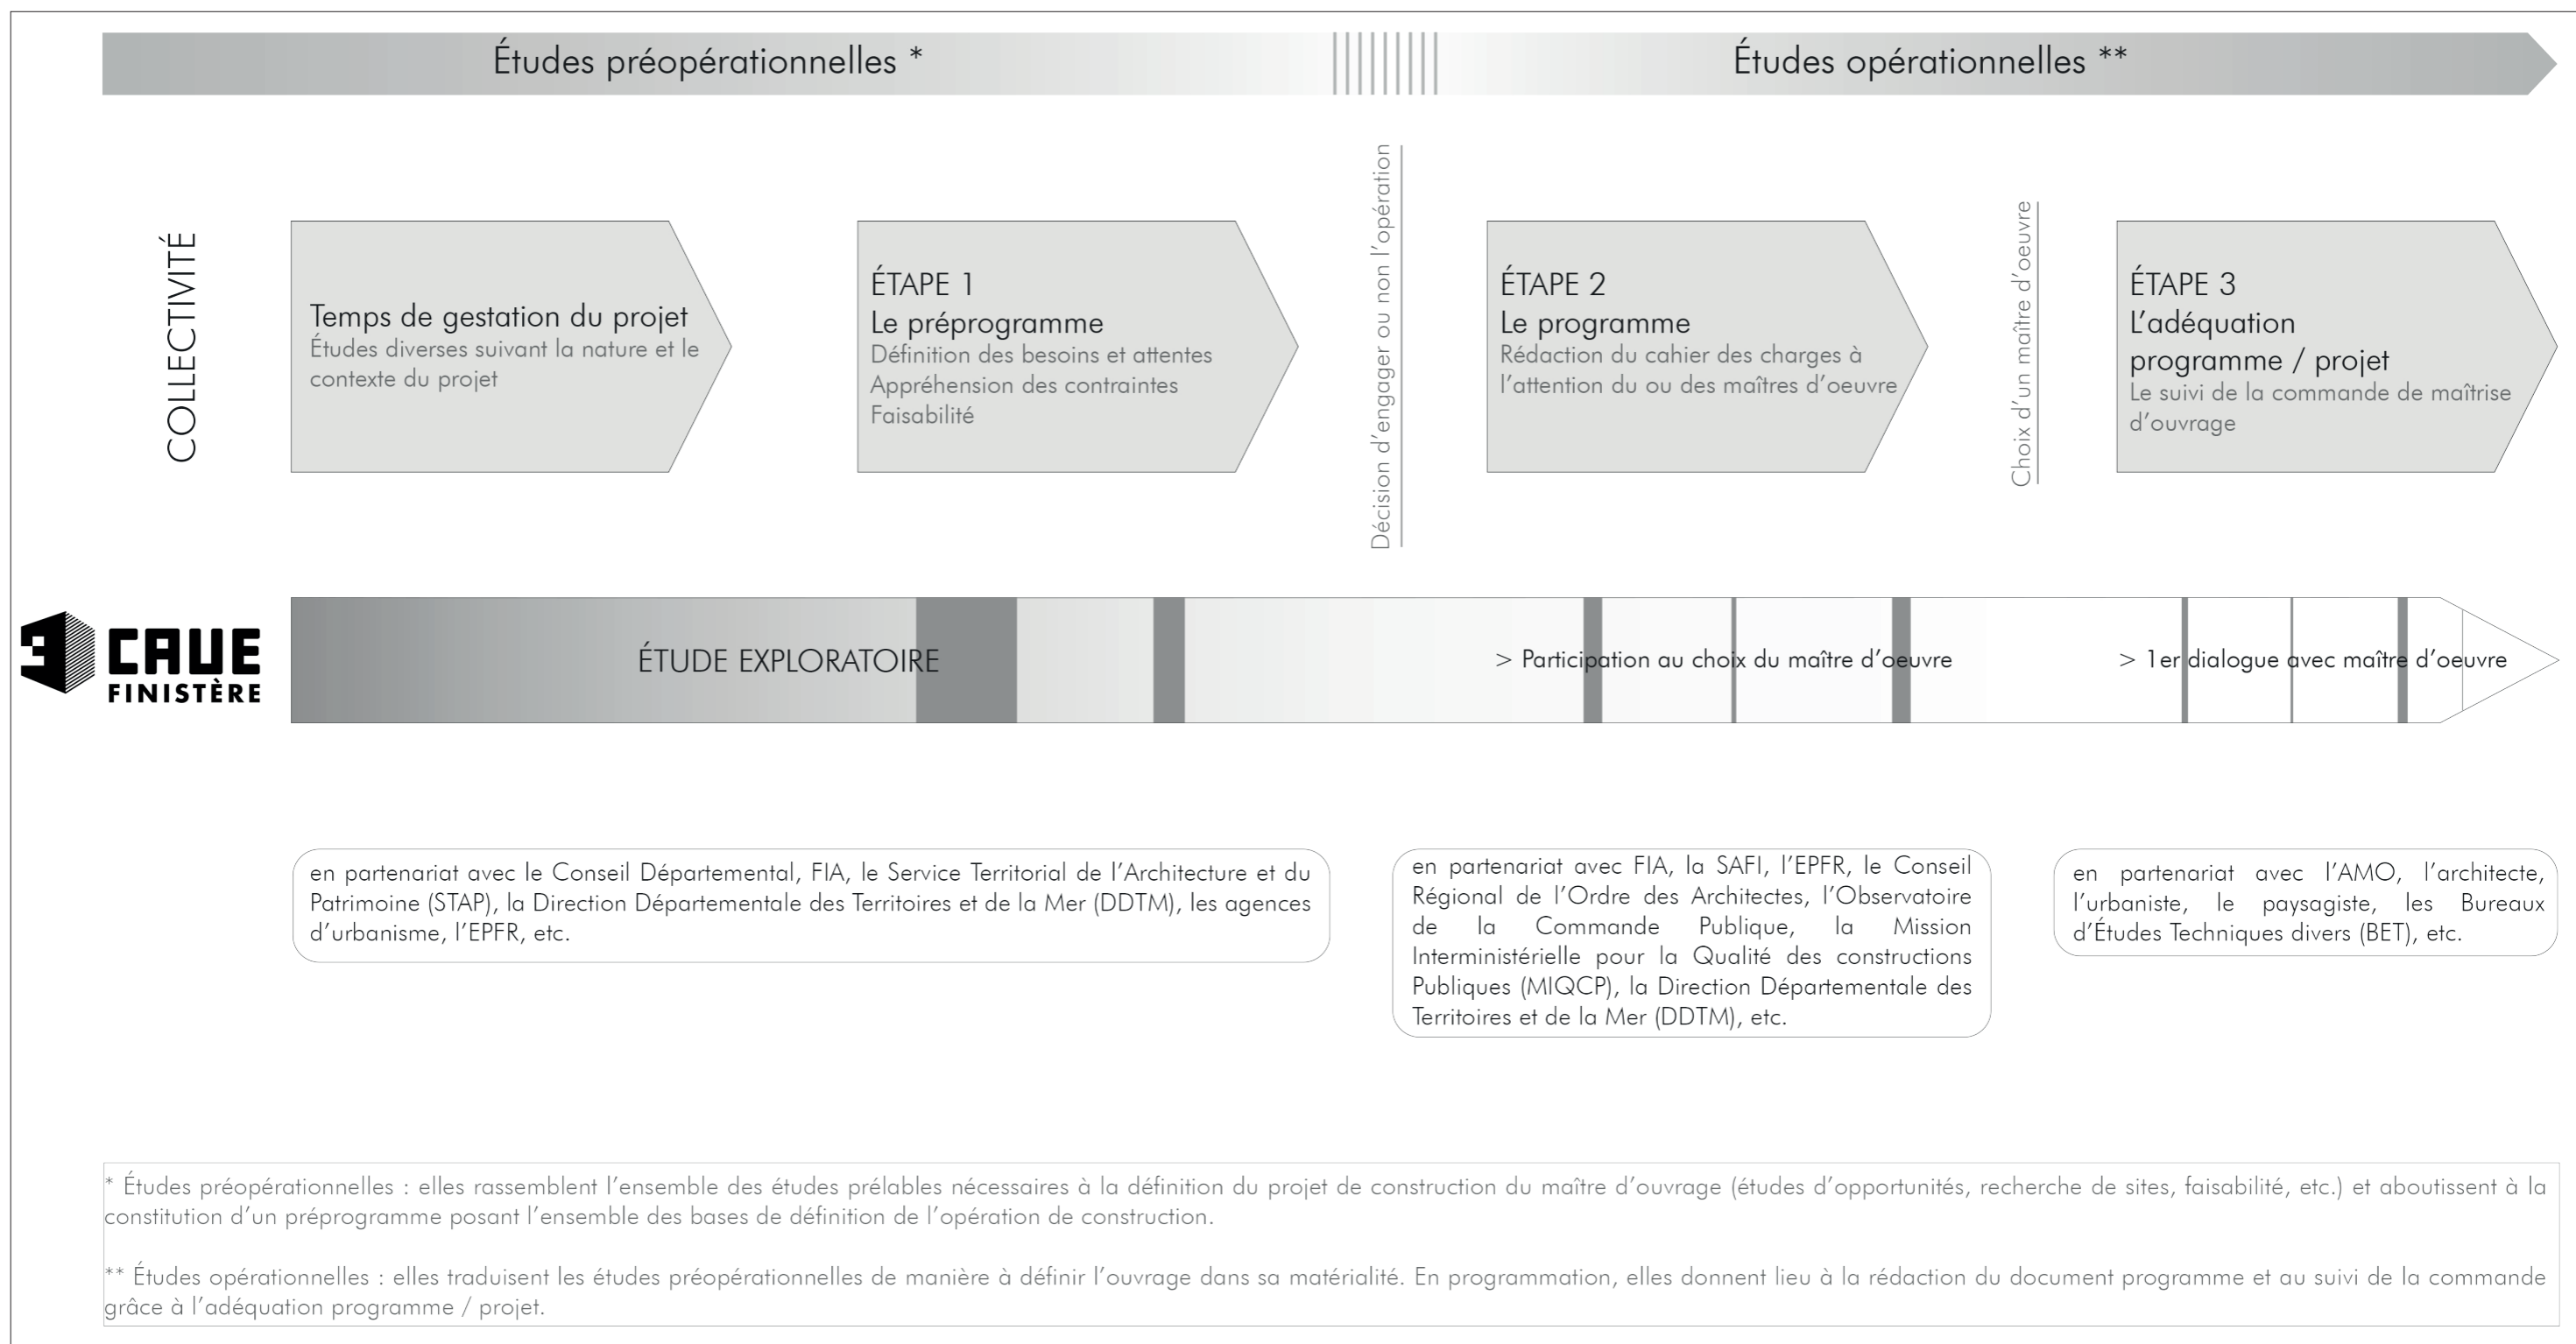 Études préopérationnelles *
Études opérationnelles **
COLLECTIVITÉ
Temps de gestation du projet
Études diverses suivant la nature et le
contexte du projet
ÉTAPE 1
Le préprogramme
Définition des besoins et attentes
Appréhension des contraintes
Faisabilité
Décision d'engager ou non l'opération
ÉTAPE 2
Le programme
Rédaction du cahier des charges à
l'attention du ou des maîtres d'oeuvre
Choix d'un maître d'oeuvre
ÉTAPE 3
L'adéquation
programme / projet
Le suivi de la commande de maîtrise
d'ouvrage
CAUE
FINISTÈRE
ÉTUDE EXPLORATOIRE
> Participation au choix du maître d'oeuvre
> 1er dialogue avec maître d'oeuvre
en partenariat avec le Conseil Départemental, FIA, le Service Territorial de l'Architecture et du
Patrimoine (STAP), la Direction Départementale des Territoires et de la Mer (DDTM), les agences
d'urbanisme, l'EPFR, etc.
en partenariat avec FIA, la SAFI, l'EPFR, le Conseil
Régional de l'Ordre des Architectes, l'Observatoire
de la Commande Publique, la Mission
Interministérielle pour la Qualité des constructions
Publiques (MIQCP), la Direction Départementale des
Territoires et de la Mer (DDTM), etc.
en partenariat avec l'AMO, l'architecte,
l'urbaniste, le paysagiste, les Bureaux
d'Études Techniques divers (BET), etc.
* Études préopérationnelles : elles rassemblent l'ensemble des études prélables nécessaires à la définition du projet de construction du maître d'ouvrage (études d'opportunités, recherche de sites, faisabilité, etc.) et aboutissent à la
constitution d'un préprogramme posant l'ensemble des bases de définition de l'opération de construction.
** Études opérationnelles : elles traduisent les études préopérationnelles de manière à définir l'ouvrage dans sa matérialité. En programmation, elles donnent lieu à la rédaction du document programme et au suivi de la commande
grâce à l'adéquation programme / projet.